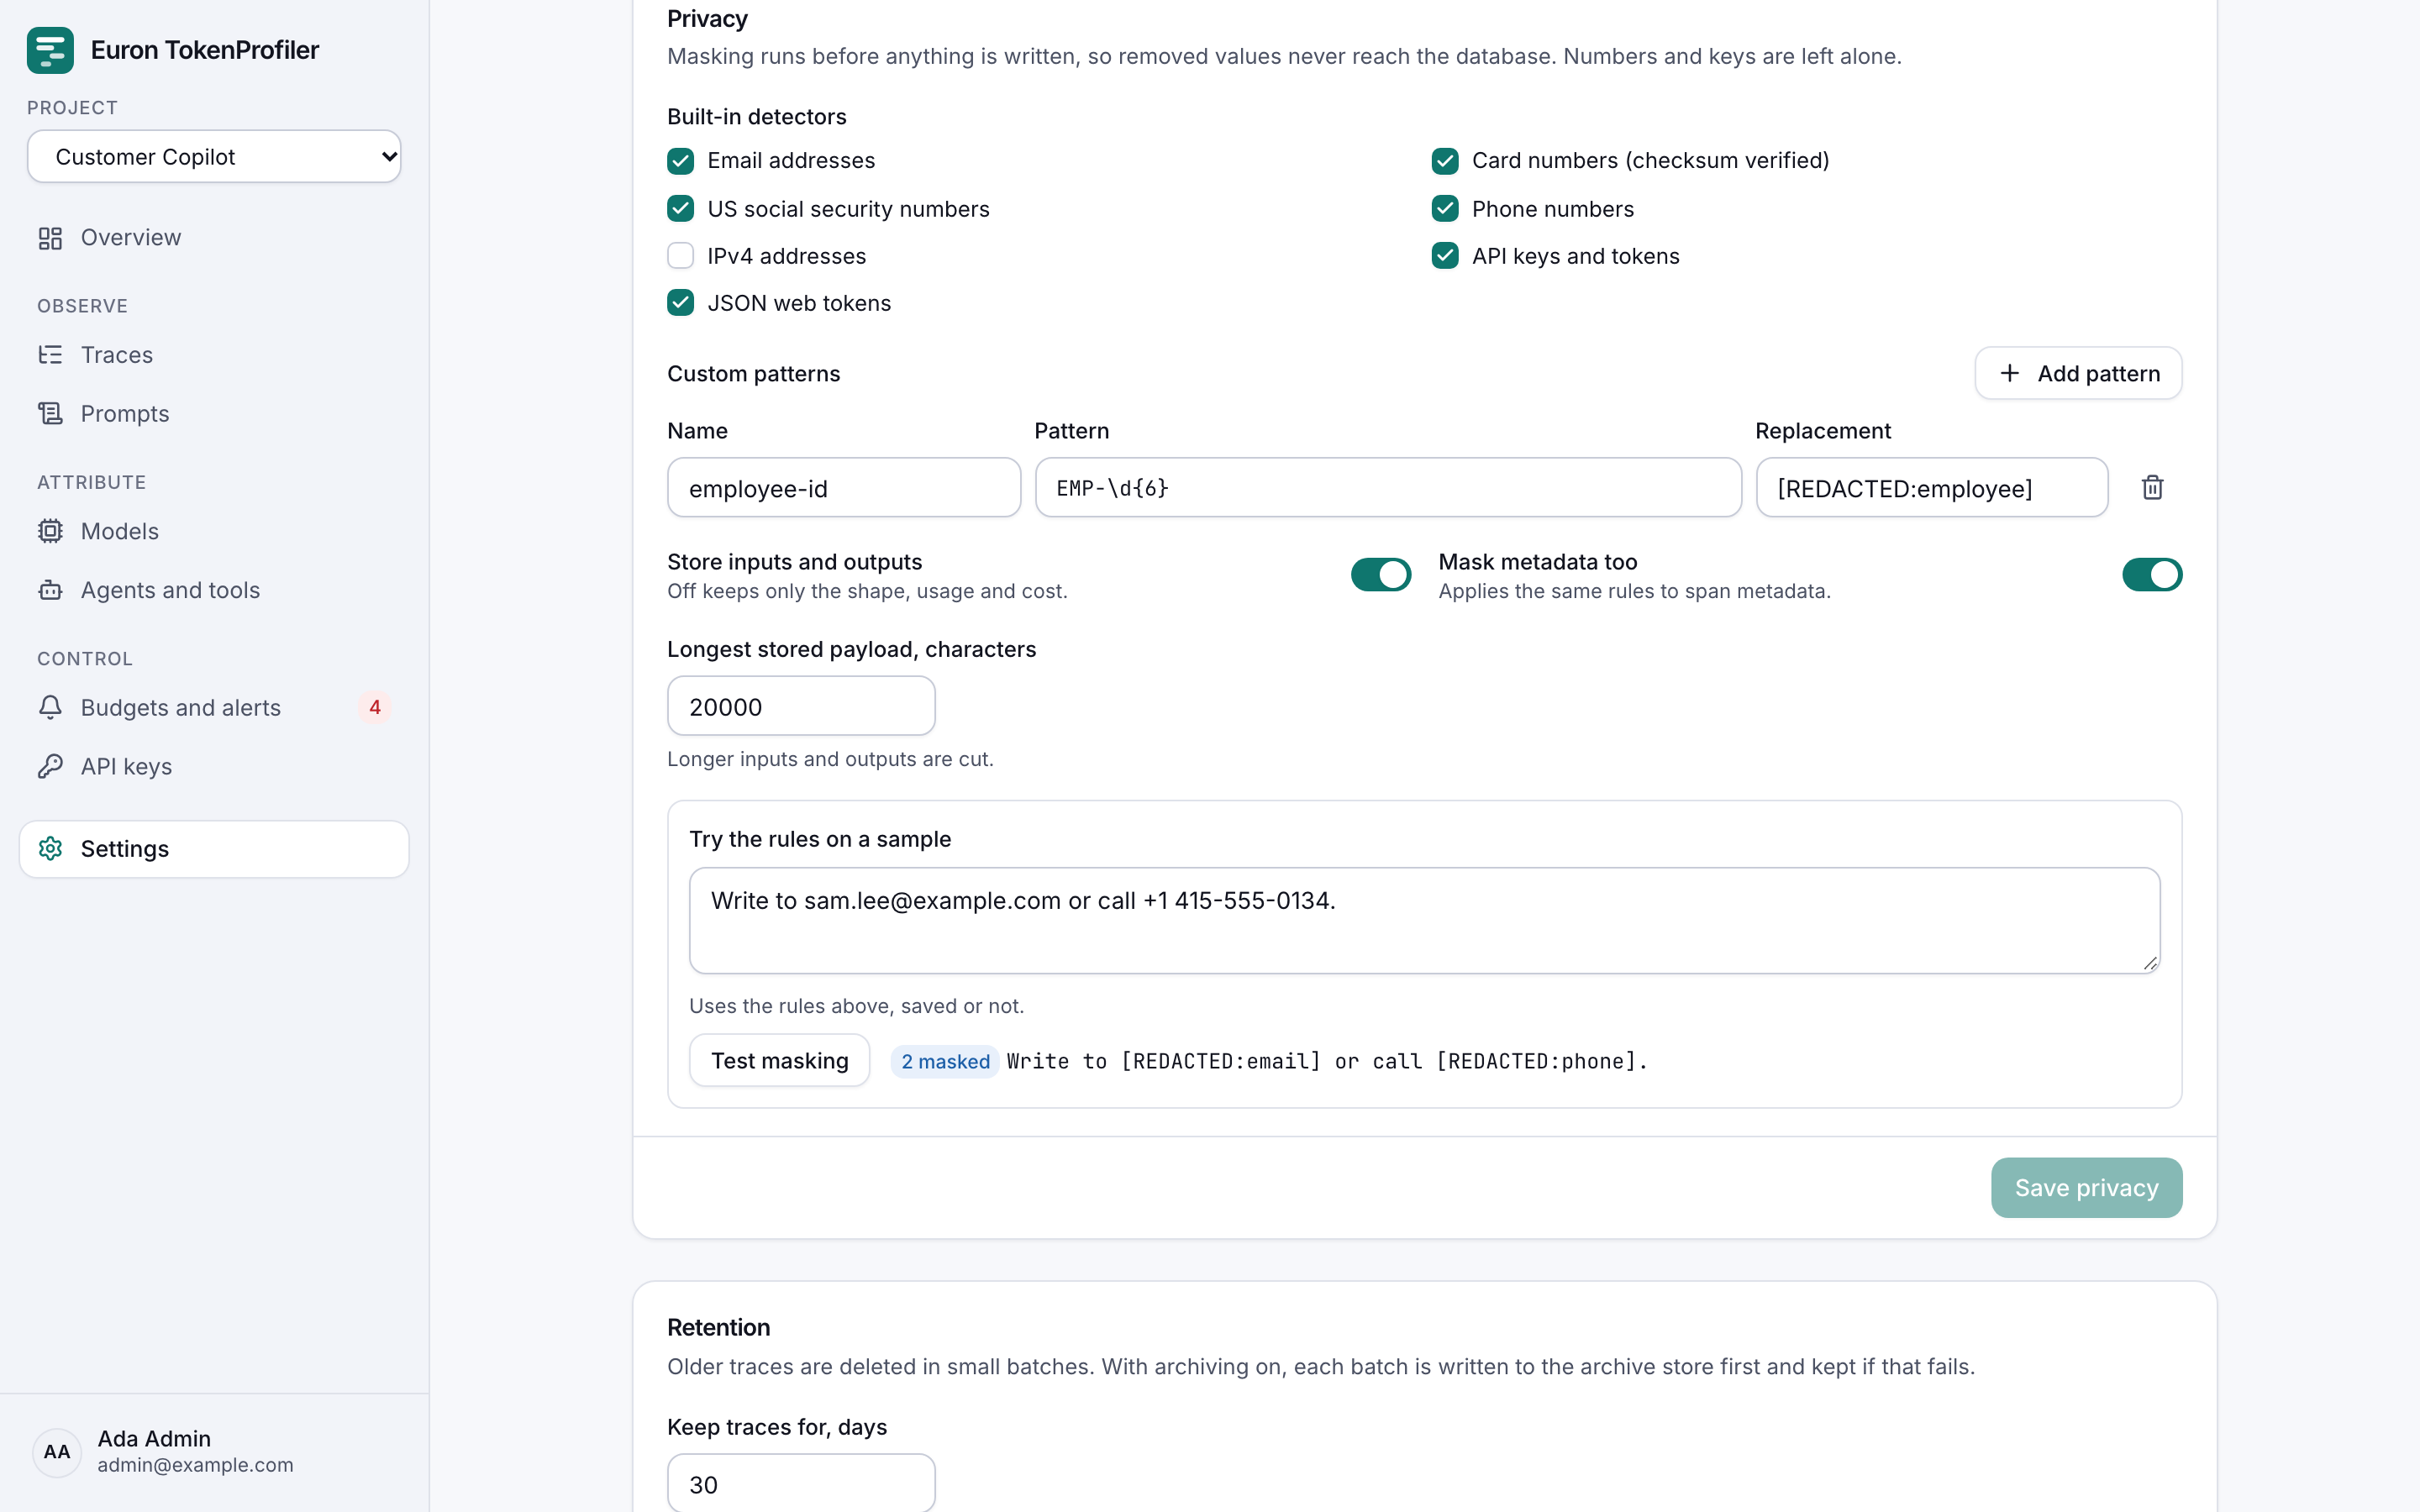 Euron TokenProfiler
PROJECT
Customer Copilot
Overview
OBSERVE
Traces
Prompts
ATTRIBUTE
Models
Agents and tools
CONTROL
Budgets and alerts 4
API keys
Settings
AA
Ada Admin
admin@example.com
Privacy
Masking runs before anything is written, so removed values never reach the database. Numbers and keys are left alone.
Built-in detectors
Email addresses
Card numbers (checksum verified)
US social security numbers
Phone numbers
IPv4 addresses
API keys and tokens
JSON web tokens
Custom patterns
Add pattern
Name Pattern Replacement
employee-id EMP-\d{6} [REDACTED:employee]
Store inputs and outputs
Off keeps only the shape, usage and cost.
Mask metadata too
Applies the same rules to span metadata.
Longest stored payload, characters
20000
Longer inputs and outputs are cut.
Try the rules on a sample
Write to sam.lee@example.com or call +1 415-555-0134.
Uses the rules above, saved or not.
Test masking 2 masked Write to [REDACTED:email] or call [REDACTED:phone].
Save privacy
Retention
Older traces are deleted in small batches. With archiving on, each batch is written to the archive store first and kept if that fails.
Keep traces for, days
30